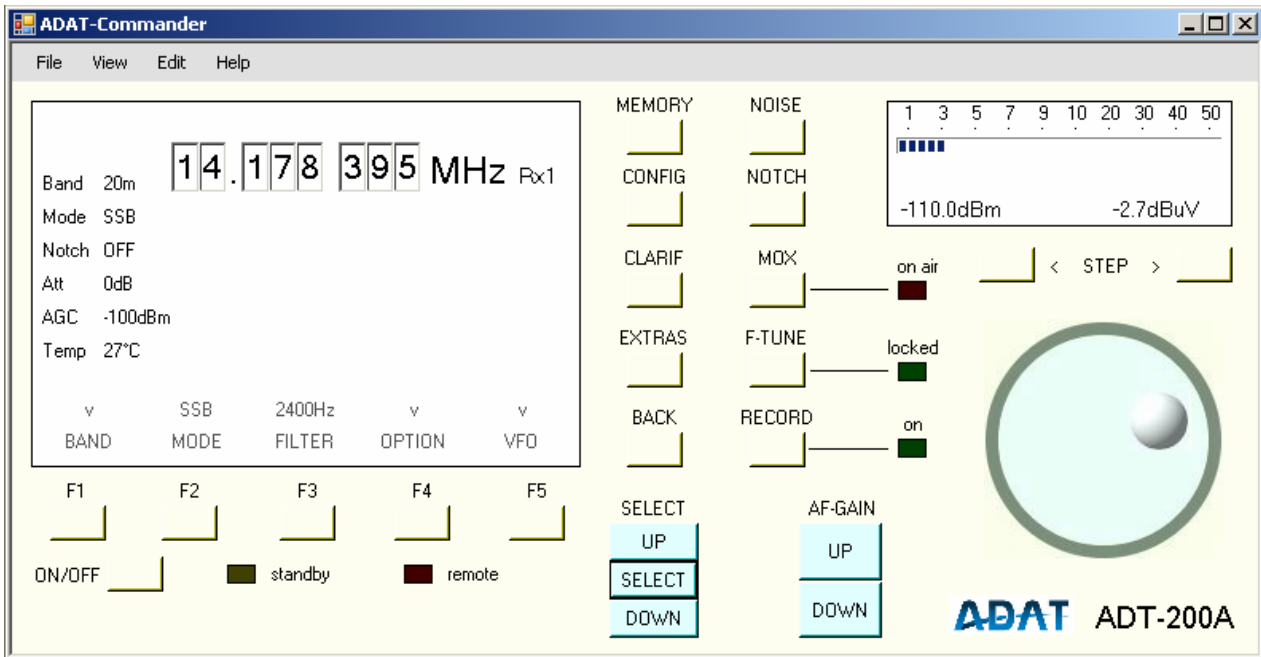 ADAT-Commander
File View Edit Help
14.178 395 MHz Rx1
Band 20m
Mode SSB
Notch OFF
Att 0dB
AGC -100dBm
Temp 27°C
v SSB 2400Hz v v
BAND MODE FILTER OPTION VFO
F1 F2 F3 F4 F5
ON/OFF standby remote
MEMORY NOISE
CONFIG NOTCH
CLARIF MOX on air
EXTRAS F-TUNE locked
BACK RECORD on
SELECT AF-GAIN
UP UP
SELECT
DOWN DOWN
1 3 5 7 9 10 20 30 40 50
-110.0dBm -2.7dBuV
< STEP >
ADAT ADT-200A